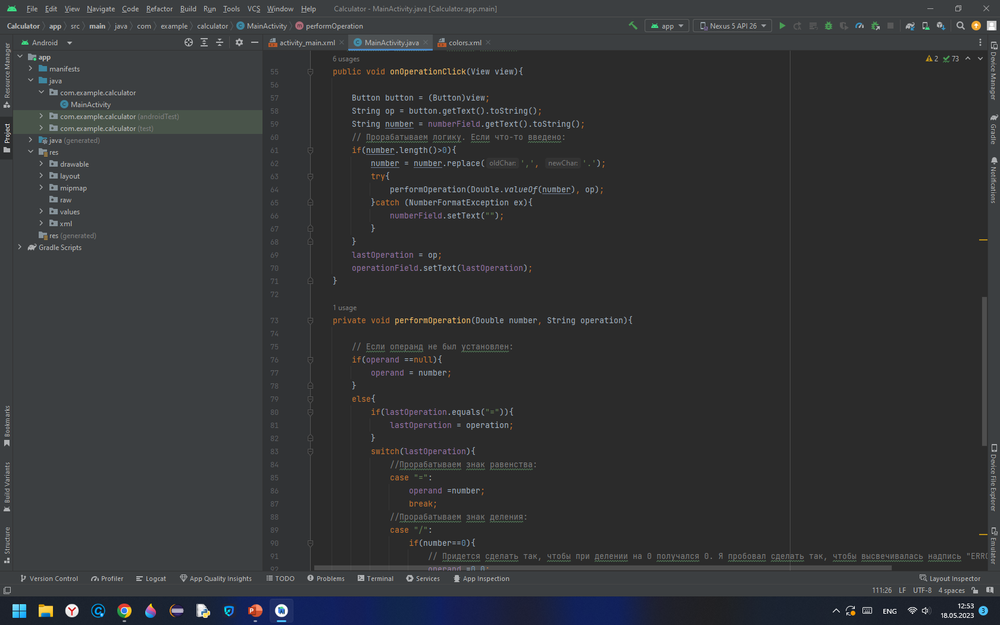 File Edit View Navigate Code Refactor Build Run Tools VCS Window Help Calculator - MainActivity.java [Calculator.app.main]
Calculator app src main java com example calculator MainActivity performOperation app Nexus 5 API 26
Android activity_main.xml MainActivity.java colors.xml
app
manifests
java
com.example.calculator
MainActivity
com.example.calculator (androidTest)
com.example.calculator (test)
java (generated)
res
drawable
layout
mipmap
raw
values
xml
res (generated)
Gradle Scripts
Resource Manager
Project
Bookmarks
Build Variants
Structure
2 73
6 usages
55 public void onOperationClick(View view){
56
57 Button button = (Button)view;
58 String op = button.getText().toString();
59 String number = numberField.getText().toString();
60 // Прорабатываем логику. Если что-то введено:
61 if(number.length()>0){
62 number = number.replace( oldChar: ',', newChar: '.');
63 try{
64 performOperation(Double.valueOf(number), op);
65 }catch (NumberFormatException ex){
66 numberField.setText("");
67 }
68 }
69 lastOperation = op;
70 operationField.setText(lastOperation);
71 }
72
1 usage
73 private void performOperation(Double number, String operation){
74
75 // Если операнд не был установлен:
76 if(operand ==null){
77 operand = number;
78 }
79 else{
80 if(lastOperation.equals("=")){
81 lastOperation = operation;
82 }
83 switch(lastOperation){
84 //Прорабатываем знак равенства:
85 case "=":
86 operand =number;
87 break;
88 //Прорабатываем знак деления:
89 case "/":
90 if(number==0){
91 // Придется сделать так, чтобы при делении на 0 получался 0. Я пробовал сделать так, чтобы высвечивалась надпись "ERRO
92 operand =0.0;
Device Manager
Gradle
Notifications
Device File Explorer
Emulator
Version Control Profiler Logcat App Quality Insights TODO Problems Terminal Services App Inspection Layout Inspector
111:26 LF UTF-8 4 spaces
ENG 12:53
18.05.2023 3